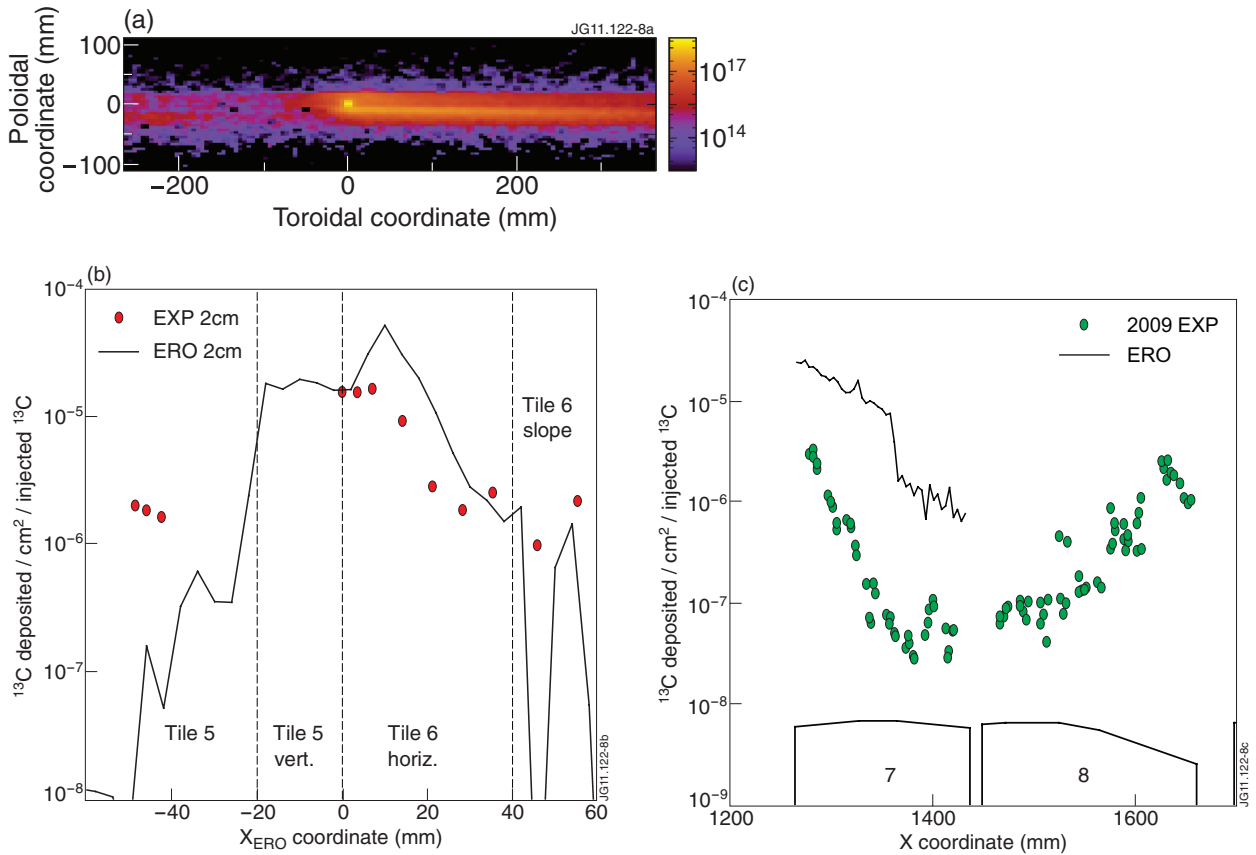 (a)
JG11.122-8a
Poloidal
coordinate (mm)
100
0
−100
−200
0
200
Toroidal coordinate (mm)
10^17
10^14
(b)
^13C deposited / cm^2 / injected ^13C
10^−4
10^−5
10^−6
10^−7
10^−8
EXP 2cm
ERO 2cm
Tile 6
slope
Tile 5
Tile 5
vert.
Tile 6
horiz.
JG11.122-8b
−40
−20
0
20
40
60
X_ERO coordinate (mm)
(c)
^13C deposited / cm^2 / injected ^13C
10^−4
10^−5
10^−6
10^−7
10^−8
10^−9
2009 EXP
ERO
7
8
JG11.122-8c
1200
1400
1600
X coordinate (mm)